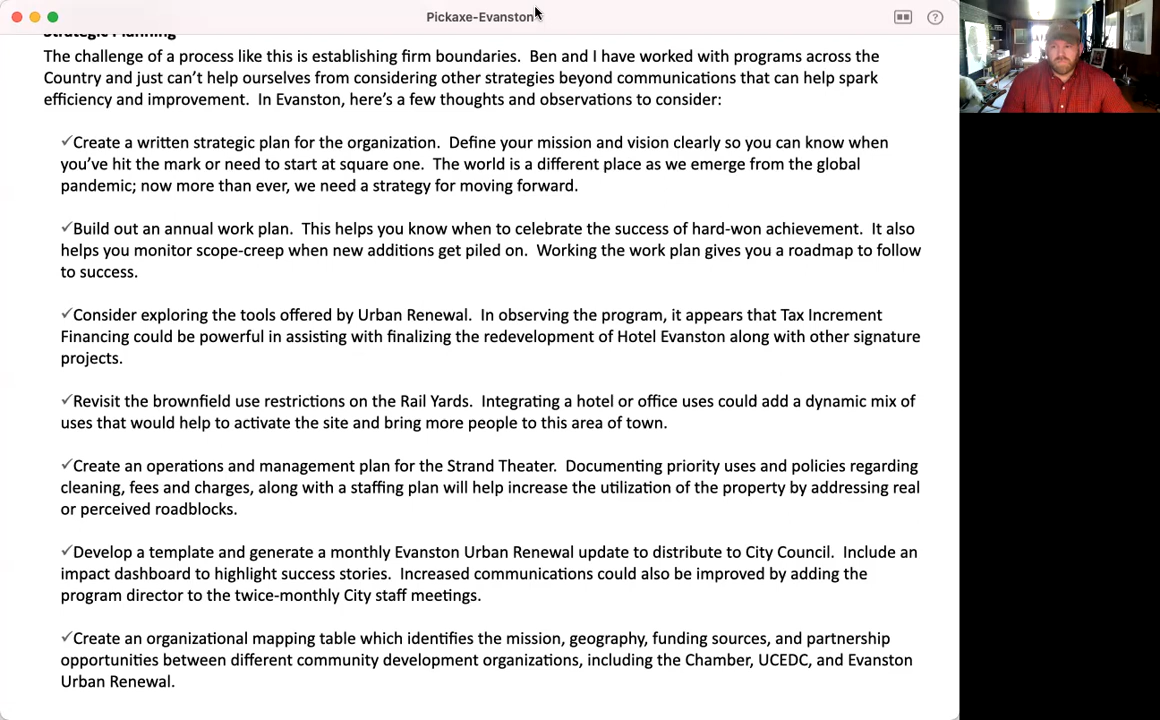 Pickaxe-Evanston
Strategic Planning
The challenge of a process like this is establishing firm boundaries.  Ben and I have worked with programs across the
Country and just can't help ourselves from considering other strategies beyond communications that can help spark
efficiency and improvement.  In Evanston, here's a few thoughts and observations to consider:
✓Create a written strategic plan for the organization.  Define your mission and vision clearly so you can know when
you've hit the mark or need to start at square one.  The world is a different place as we emerge from the global
pandemic; now more than ever, we need a strategy for moving forward.
✓Build out an annual work plan.  This helps you know when to celebrate the success of hard-won achievement.  It also
helps you monitor scope-creep when new additions get piled on.  Working the work plan gives you a roadmap to follow
to success.
✓Consider exploring the tools offered by Urban Renewal.  In observing the program, it appears that Tax Increment
Financing could be powerful in assisting with finalizing the redevelopment of Hotel Evanston along with other signature
projects.
✓Revisit the brownfield use restrictions on the Rail Yards.  Integrating a hotel or office uses could add a dynamic mix of
uses that would help to activate the site and bring more people to this area of town.
✓Create an operations and management plan for the Strand Theater.  Documenting priority uses and policies regarding
cleaning, fees and charges, along with a staffing plan will help increase the utilization of the property by addressing real
or perceived roadblocks.
✓Develop a template and generate a monthly Evanston Urban Renewal update to distribute to City Council.  Include an
impact dashboard to highlight success stories.  Increased communications could also be improved by adding the
program director to the twice-monthly City staff meetings.
✓Create an organizational mapping table which identifies the mission, geography, funding sources, and partnership
opportunities between different community development organizations, including the Chamber, UCEDC, and Evanston
Urban Renewal.